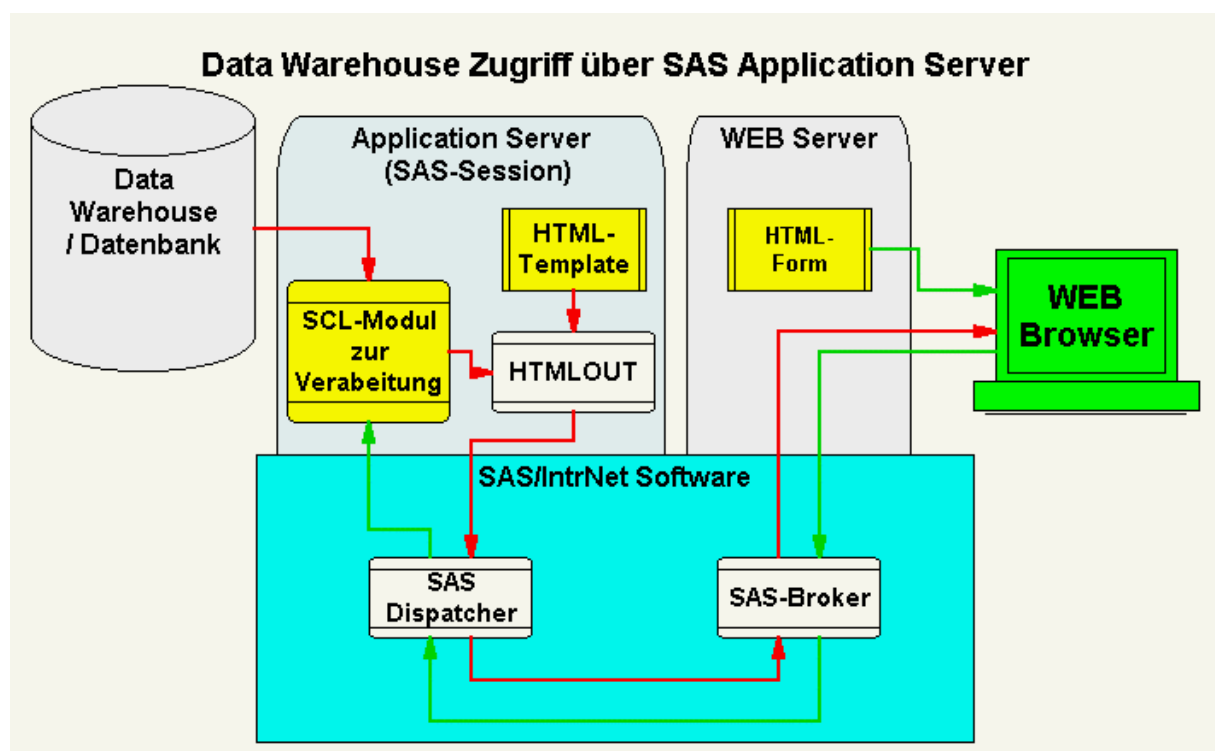 Data Warehouse Zugriff über SAS Application Server
Data
Warehouse
/ Datenbank
Application Server
(SAS-Session)
HTML-
Template
SCL-Modul
zur
Verabeitung
HTMLOUT
WEB Server
HTML-
Form
WEB
Browser
SAS/IntrNet Software
SAS
Dispatcher
SAS-Broker